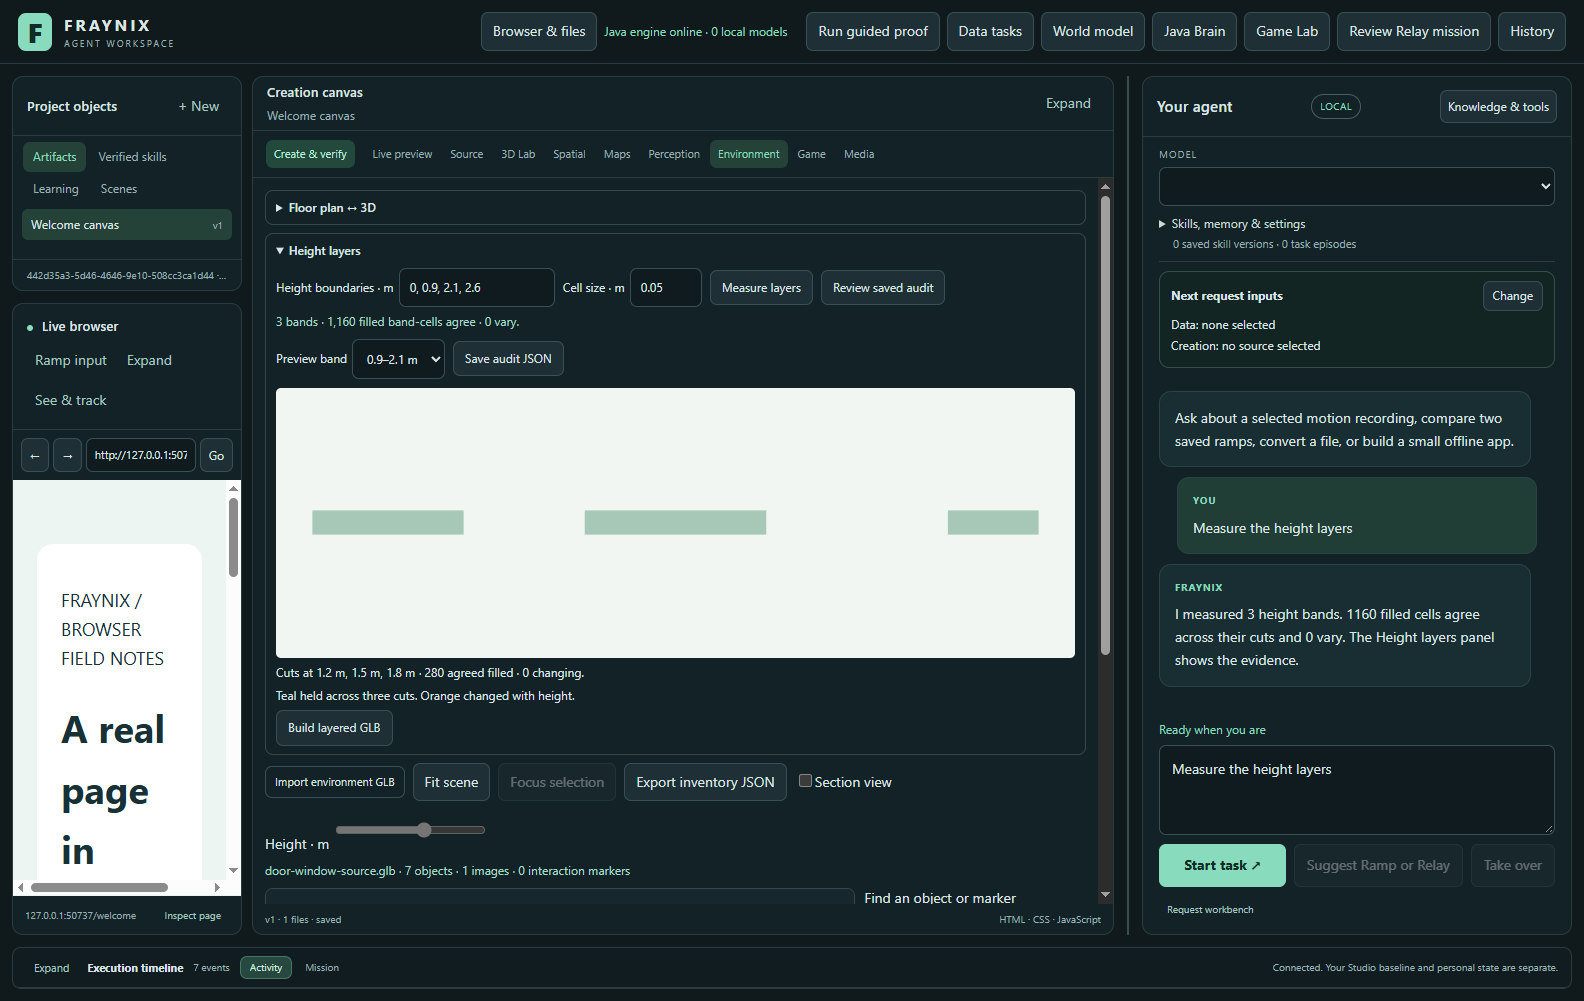 F
FRAYNIX
AGENT WORKSPACE
Browser & files
Java engine online · 0 local models
Run guided proof
Data tasks
World model
Java Brain
Game Lab
Review Relay mission
History
Project objects
+ New
Artifacts
Verified skills
Learning
Scenes
Welcome canvas
v1
442d35a3-5d46-4646-9e10-508cc3ca1d44 ·...
Live browser
Ramp input
Expand
See & track
←
→
http://127.0.0.1:507
Go
FRAYNIX /
BROWSER
FIELD NOTES
A real
page
in
127.0.0.1:50737/welcome
Inspect page
Creation canvas
Welcome canvas
Expand
Create & verify
Live preview
Source
3D Lab
Spatial
Maps
Perception
Environment
Game
Media
Floor plan ↔ 3D
Height layers
Height boundaries · m
0, 0.9, 2.1, 2.6
Cell size · m
0.05
Measure layers
Review saved audit
3 bands · 1,160 filled band-cells agree · 0 vary.
Preview band
0.9–2.1 m
Save audit JSON
Cuts at 1.2 m, 1.5 m, 1.8 m · 280 agreed filled · 0 changing.
Teal held across three cuts. Orange changed with height.
Build layered GLB
Import environment GLB
Fit scene
Focus selection
Export inventory JSON
Section view
Height · m
door-window-source.glb · 7 objects · 1 images · 0 interaction markers
Find an object or marker
v1 · 1 files · saved
HTML · CSS · JavaScript
Your agent
LOCAL
Knowledge & tools
MODEL
Skills, memory & settings
0 saved skill versions · 0 task episodes
Next request inputs
Change
Data: none selected
Creation: no source selected
Ask about a selected motion recording, compare two
saved ramps, convert a file, or build a small offline app.
YOU
Measure the height layers
FRAYNIX
I measured 3 height bands. 1160 filled cells agree
across their cuts and 0 vary. The Height layers panel
shows the evidence.
Ready when you are
Measure the height layers
Start task ↗
Suggest Ramp or Relay
Take over
Request workbench
Expand
Execution timeline
7 events
Activity
Mission
Connected. Your Studio baseline and personal state are separate.